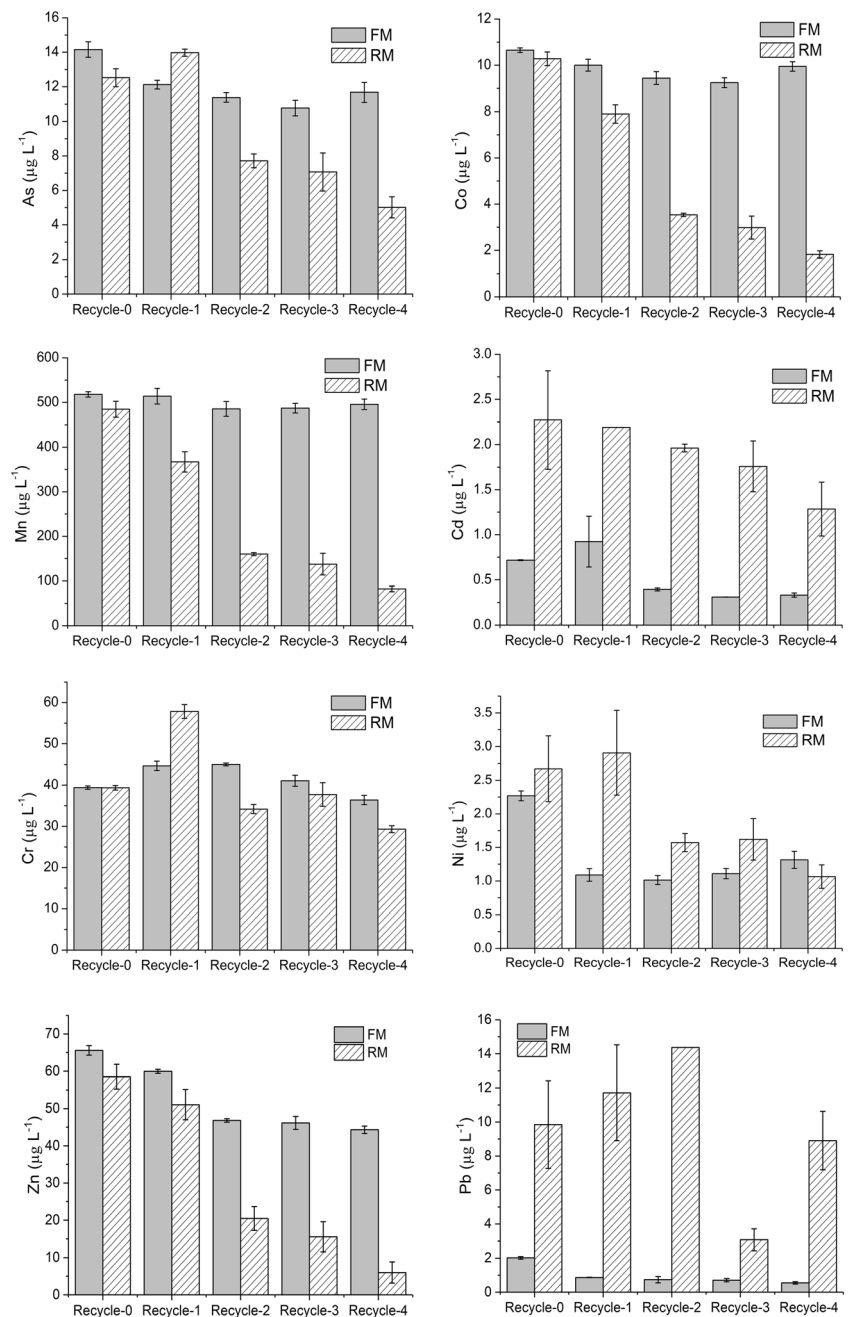 16
14
12
10
8
6
4
2
0
As (µg L⁻¹)
FM
RM
Recycle-0 Recycle-1 Recycle-2 Recycle-3 Recycle-4
12
10
8
6
4
2
0
Co (µg L⁻¹)
FM
RM
Recycle-0 Recycle-1 Recycle-2 Recycle-3 Recycle-4
600
500
400
300
200
100
0
Mn (µg L⁻¹)
FM
RM
Recycle-0 Recycle-1 Recycle-2 Recycle-3 Recycle-4
3.0
2.5
2.0
1.5
1.0
0.5
0.0
Cd (µg L⁻¹)
FM
RM
Recycle-0 Recycle-1 Recycle-2 Recycle-3 Recycle-4
60
50
40
30
20
10
0
Cr (µg L⁻¹)
FM
RM
Recycle-0 Recycle-1 Recycle-2 Recycle-3 Recycle-4
3.5
3.0
2.5
2.0
1.5
1.0
0.5
0.0
Ni (µg L⁻¹)
FM
RM
Recycle-0 Recycle-1 Recycle-2 Recycle-3 Recycle-4
70
60
50
40
30
20
10
0
Zn (µg L⁻¹)
FM
RM
Recycle-0 Recycle-1 Recycle-2 Recycle-3 Recycle-4
16
14
12
10
8
6
4
2
0
Pb (µg L⁻¹)
FM
RM
Recycle-0 Recycle-1 Recycle-2 Recycle-3 Recycle-4